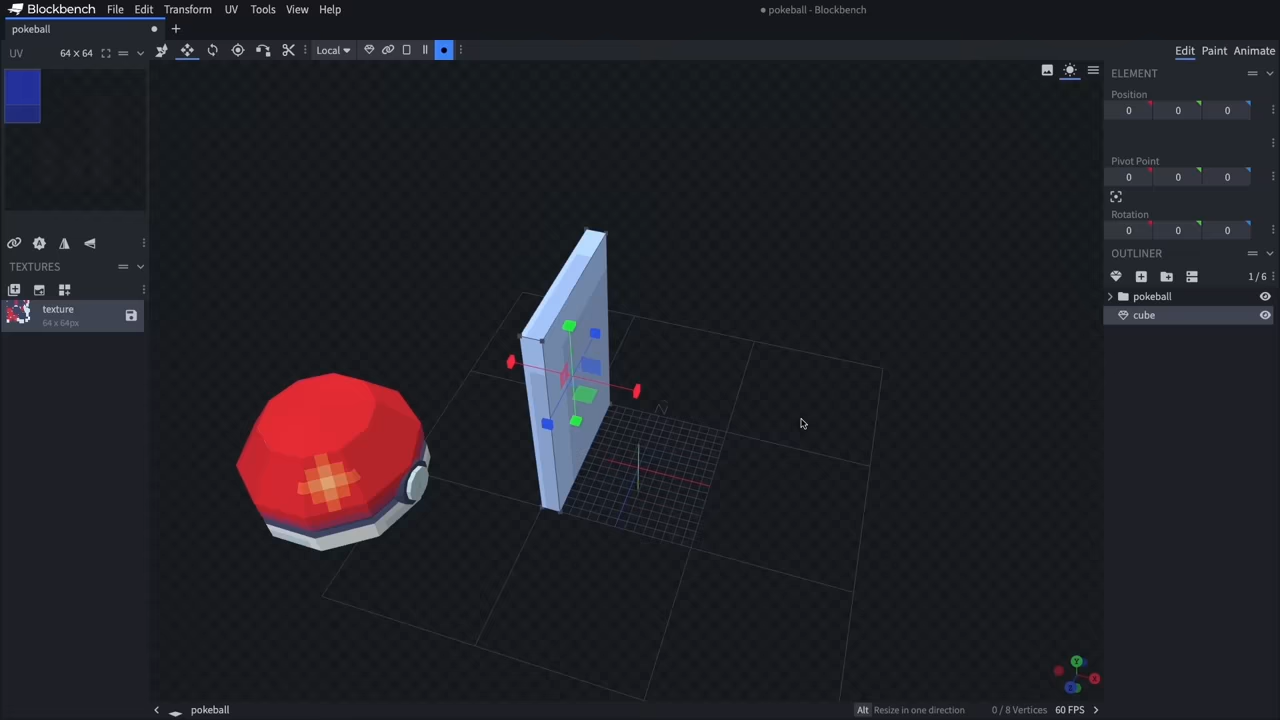 Blockbench File Edit Transform UV Tools View Help pokeball - Blockbench
pokeball
UV 64 x 64 Local Edit Paint Animate
ELEMENT
Position
0 0 0
Pivot Point
0 0 0
Rotation
0 0 0
OUTLINER
1/6
pokeball
cube
TEXTURES
texture
64 x 64px
N
pokeball Alt Resize in one direction 0 / 8 Vertices 60 FPS
Y
X
Z